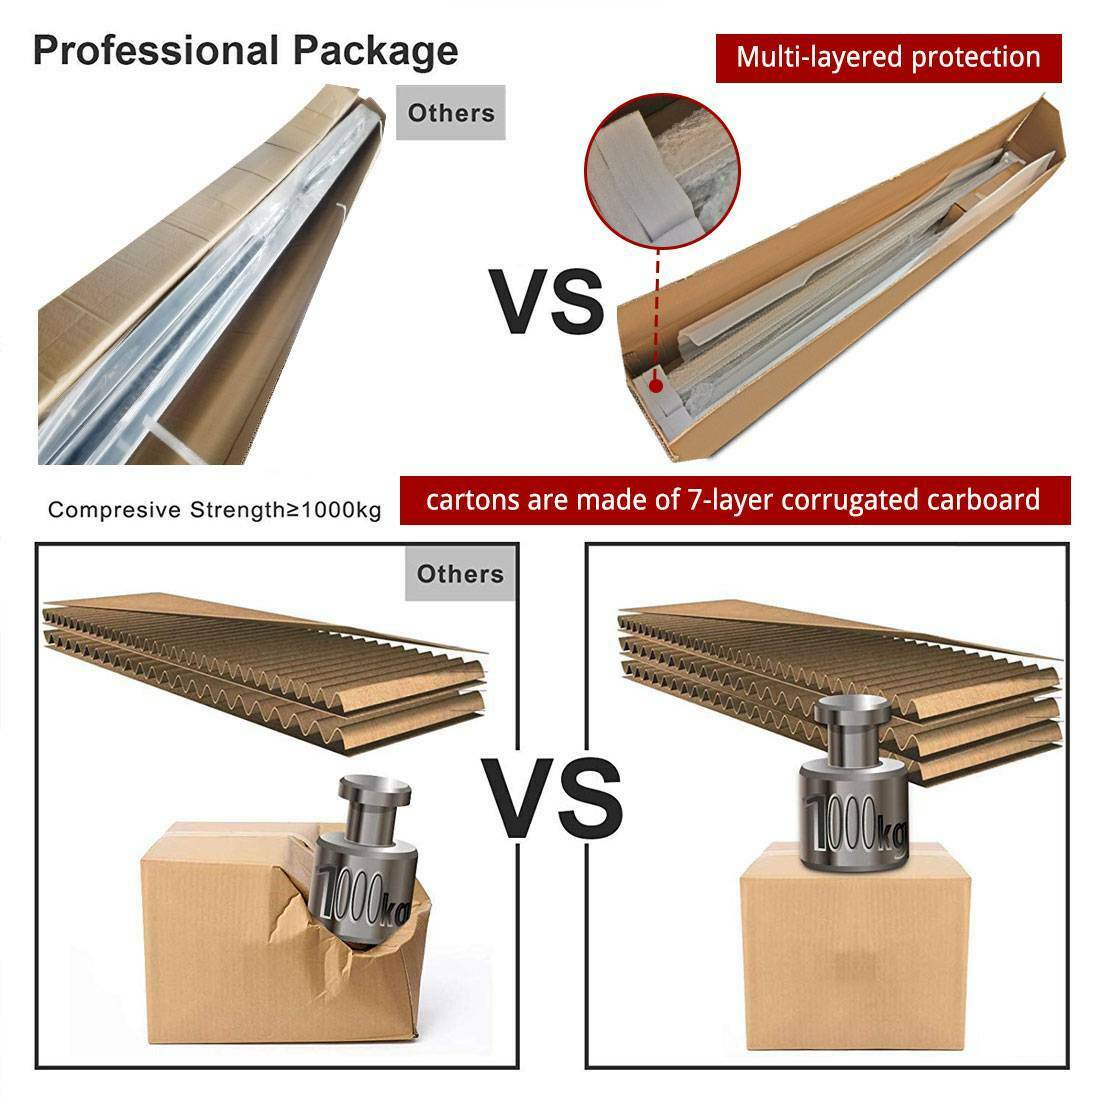 Professional Package
Multi-layered protection
Others
VS
Compresive Strength≥1000kg
cartons are made of 7-layer corrugated carboard
Others
VS
1000kg
1000kg